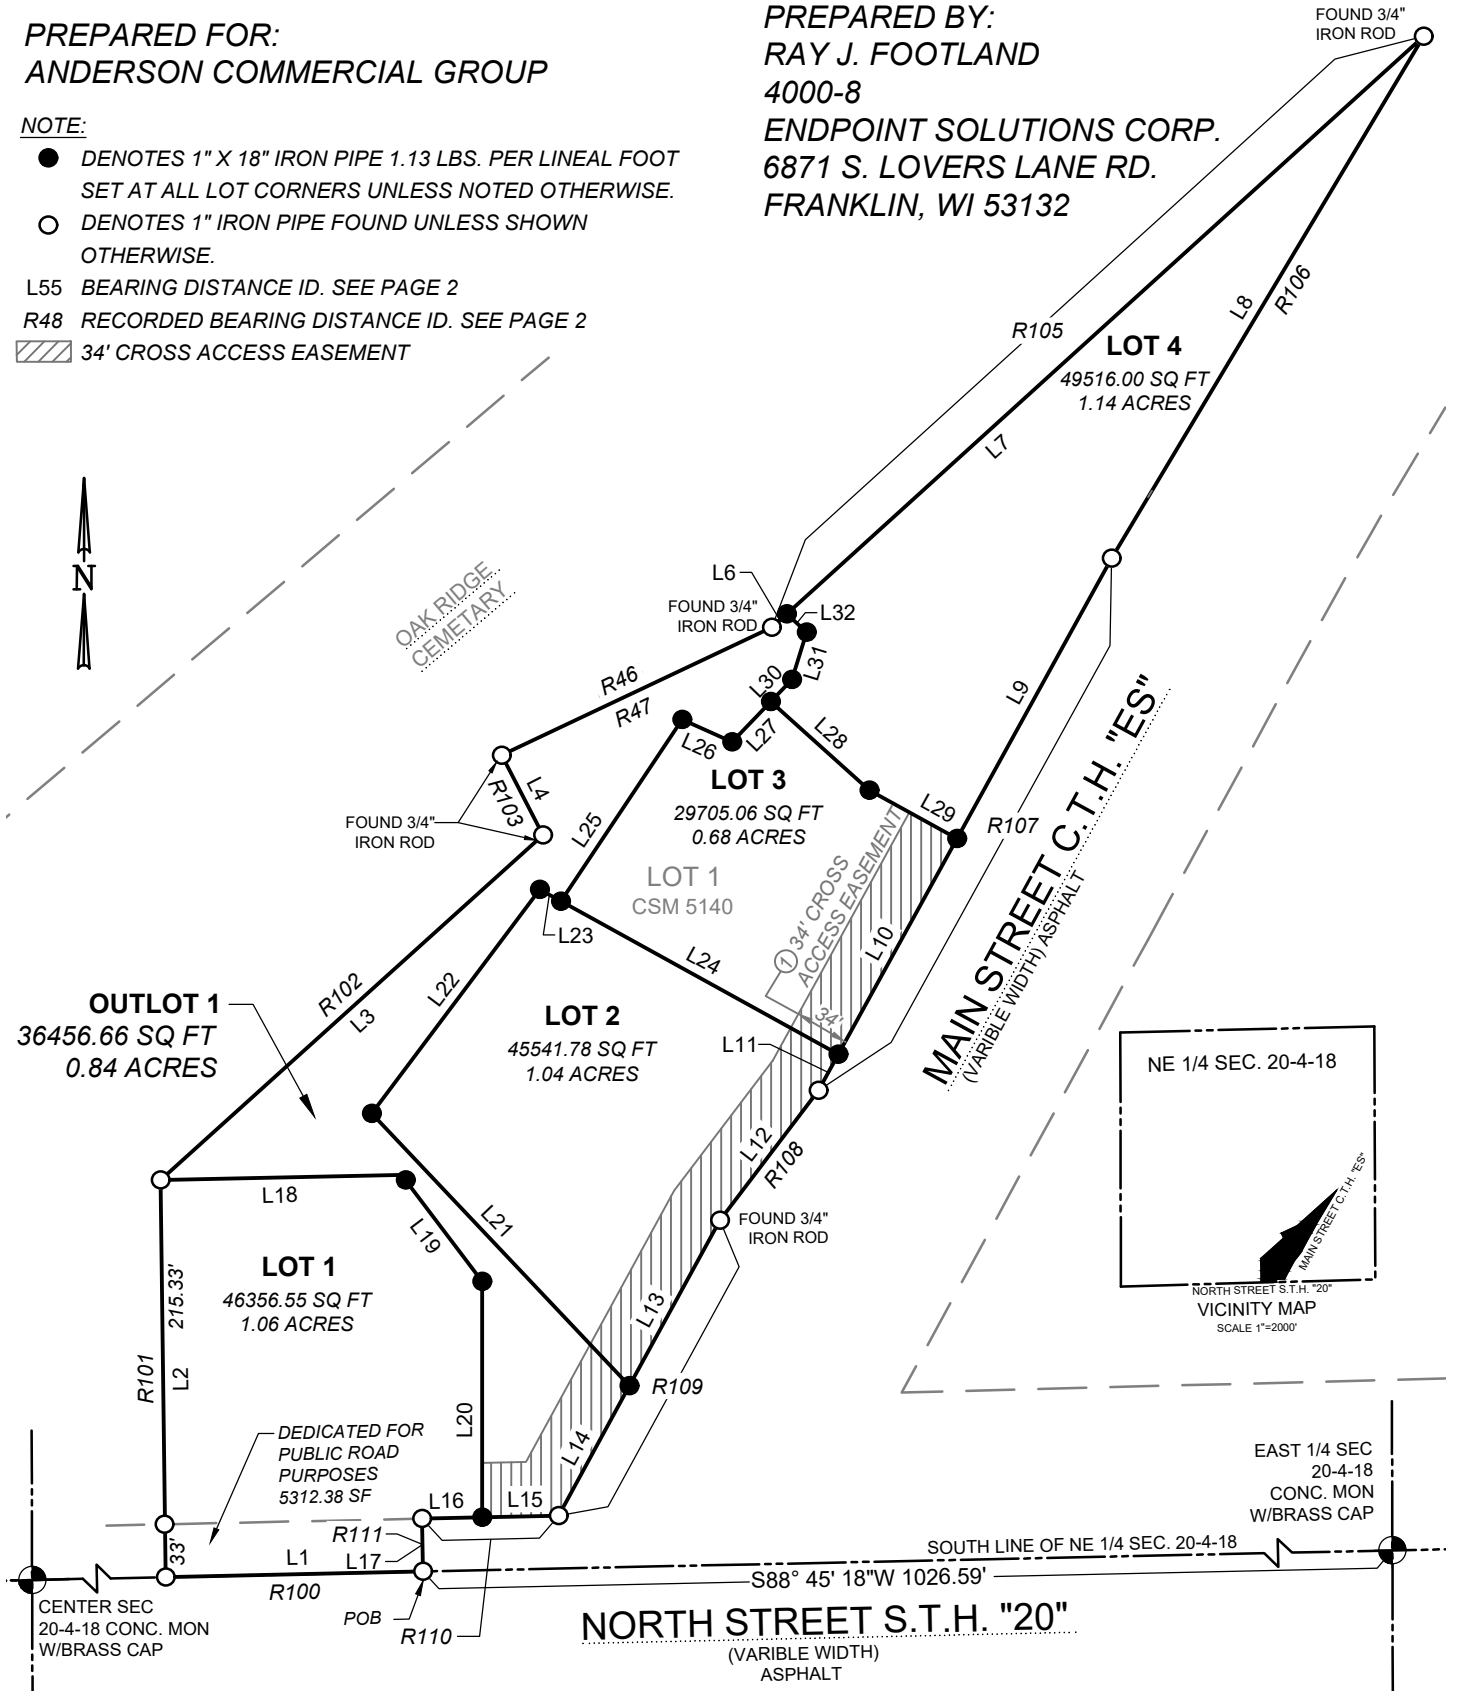 PREPARED FOR:
ANDERSON COMMERCIAL GROUP
PREPARED BY:
RAY J. FOOTLAND
4000-8
ENDPOINT SOLUTIONS CORP.
6871 S. LOVERS LANE RD.
FRANKLIN, WI 53132
FOUND 3/4"
IRON ROD
NOTE:
DENOTES 1" X 18" IRON PIPE 1.13 LBS. PER LINEAL FOOT
SET AT ALL LOT CORNERS UNLESS NOTED OTHERWISE.
DENOTES 1" IRON PIPE FOUND UNLESS SHOWN
OTHERWISE.
L55 BEARING DISTANCE ID. SEE PAGE 2
R48 RECORDED BEARING DISTANCE ID. SEE PAGE 2
34' CROSS ACCESS EASEMENT
R105
L8
R106
LOT 4
49516.00 SQ FT
1.14 ACRES
L7
N
OAK RIDGE
CEMETARY
L6
FOUND 3/4"
IRON ROD
L32
L31
L30
R46
R47
L26
L27
L28
L9
LOT 3
29705.06 SQ FT
0.68 ACRES
L29
R107
L4
R103
FOUND 3/4"
IRON ROD
L25
LOT 1
CSM 5140
1 34' CROSS
ACCESS EASEMENT
L10
MAIN STREET C.T.H. "ES"
(VARIBLE WIDTH) ASPHALT
L23
L24
L22
R102
L3
OUTLOT 1
36456.66 SQ FT
0.84 ACRES
LOT 2
45541.78 SQ FT
1.04 ACRES
34'
L11
L12
R108
NE 1/4 SEC. 20-4-18
MAIN STREET C.T.H. "ES"
NORTH STREET S.T.H. "20"
VICINITY MAP
SCALE 1"=2000'
L18
L19
L21
FOUND 3/4"
IRON ROD
LOT 1
46356.55 SQ FT
1.06 ACRES
215.33'
L13
R101
L2
R109
L20
L14
DEDICATED FOR
PUBLIC ROAD
PURPOSES
5312.38 SF
EAST 1/4 SEC
20-4-18
CONC. MON
W/BRASS CAP
L16
L15
R111
L17
33'
L1
R100
SOUTH LINE OF NE 1/4 SEC. 20-4-18
S88° 45' 18"W 1026.59'
CENTER SEC
20-4-18 CONC. MON
W/BRASS CAP
POB
R110
NORTH STREET S.T.H. "20"
(VARIBLE WIDTH)
ASPHALT